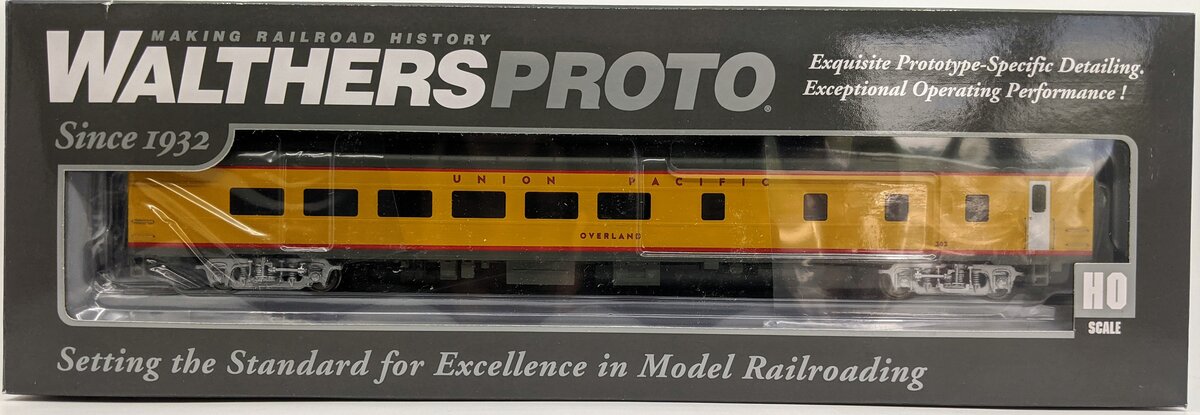 MAKING RAILROAD HISTORY
WALTHERSPROTO®
Since 1932
Exquisite Prototype-Specific Detailing.
Exceptional Operating Performance !
UNION PACIFIC
OVERLAND
302
HO
SCALE
Setting the Standard for Excellence in Model Railroading